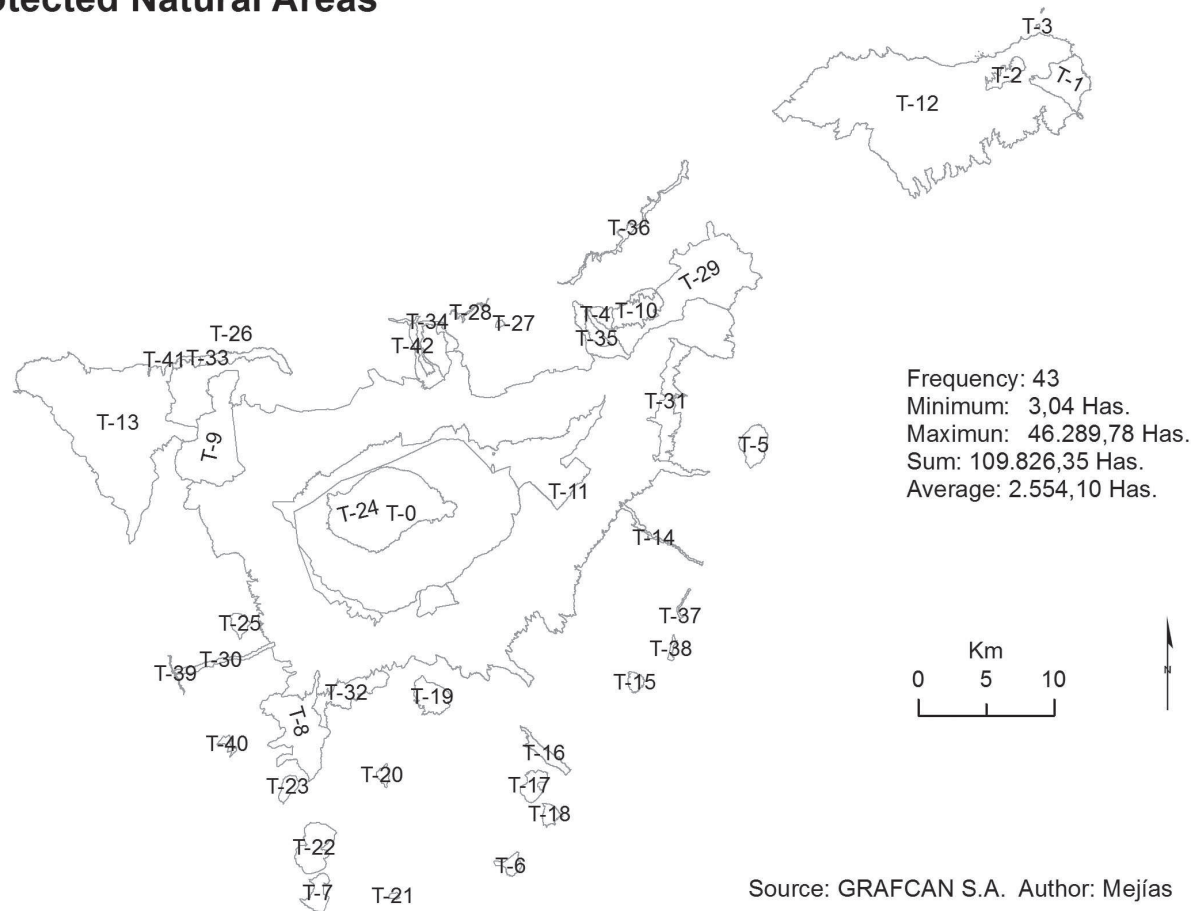 otected Natural Areas
T-3
T-2
T-1
T-12
T-36
T-29
T-28
T-4
T-10
T-34
T-27
T-26
T-35
T-42
T-41
T-33
T-31
T-13
T-9
T-5
T-11
T-24
T-0
T-14
T-37
T-25
T-38
T-30
T-39
T-15
T-32
T-19
T-8
T-40
T-16
T-20
T-23
T-17
T-18
T-22
T-6
T-7
T-21
Frequency: 43
Minimum: 3,04 Has.
Maximun: 46.289,78 Has.
Sum: 109.826,35 Has.
Average: 2.554,10 Has.
Km
0 5 10
N
Source: GRAFCAN S.A. Author: Mejías